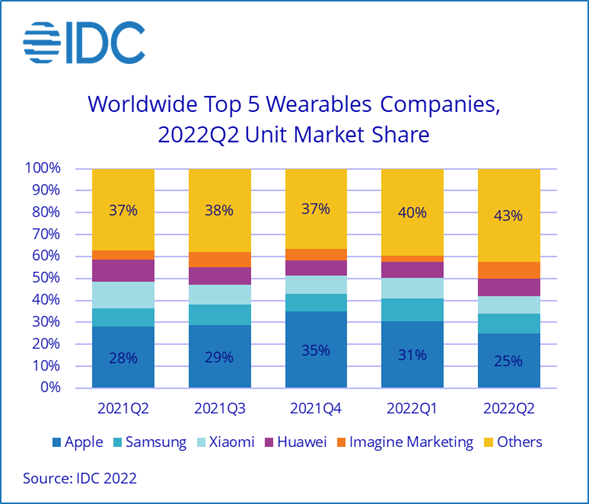 IDC
Worldwide Top 5 Wearables Companies,
2022Q2 Unit Market Share
100%
90%
80%
70%
60%
50%
40%
30%
20%
10%
0%
37%
38%
37%
40%
43%
28%
29%
35%
31%
25%
2021Q2
2021Q3
2021Q4
2022Q1
2022Q2
Apple
Samsung
Xiaomi
Huawei
Imagine Marketing
Others
Source: IDC 2022